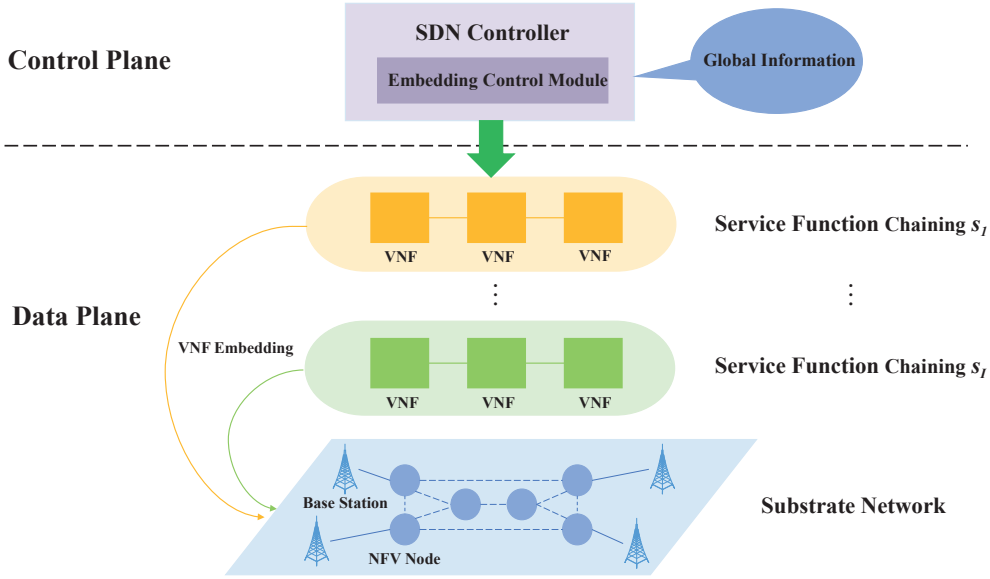 SDN Controller
Control Plane
Embedding Control Module
Global Information
VNF
VNF
VNF
Service Function Chaining s₁
Data Plane
VNF Embedding
VNF
VNF
VNF
Service Function Chaining s_I
Base Station
Substrate Network
NFV Node